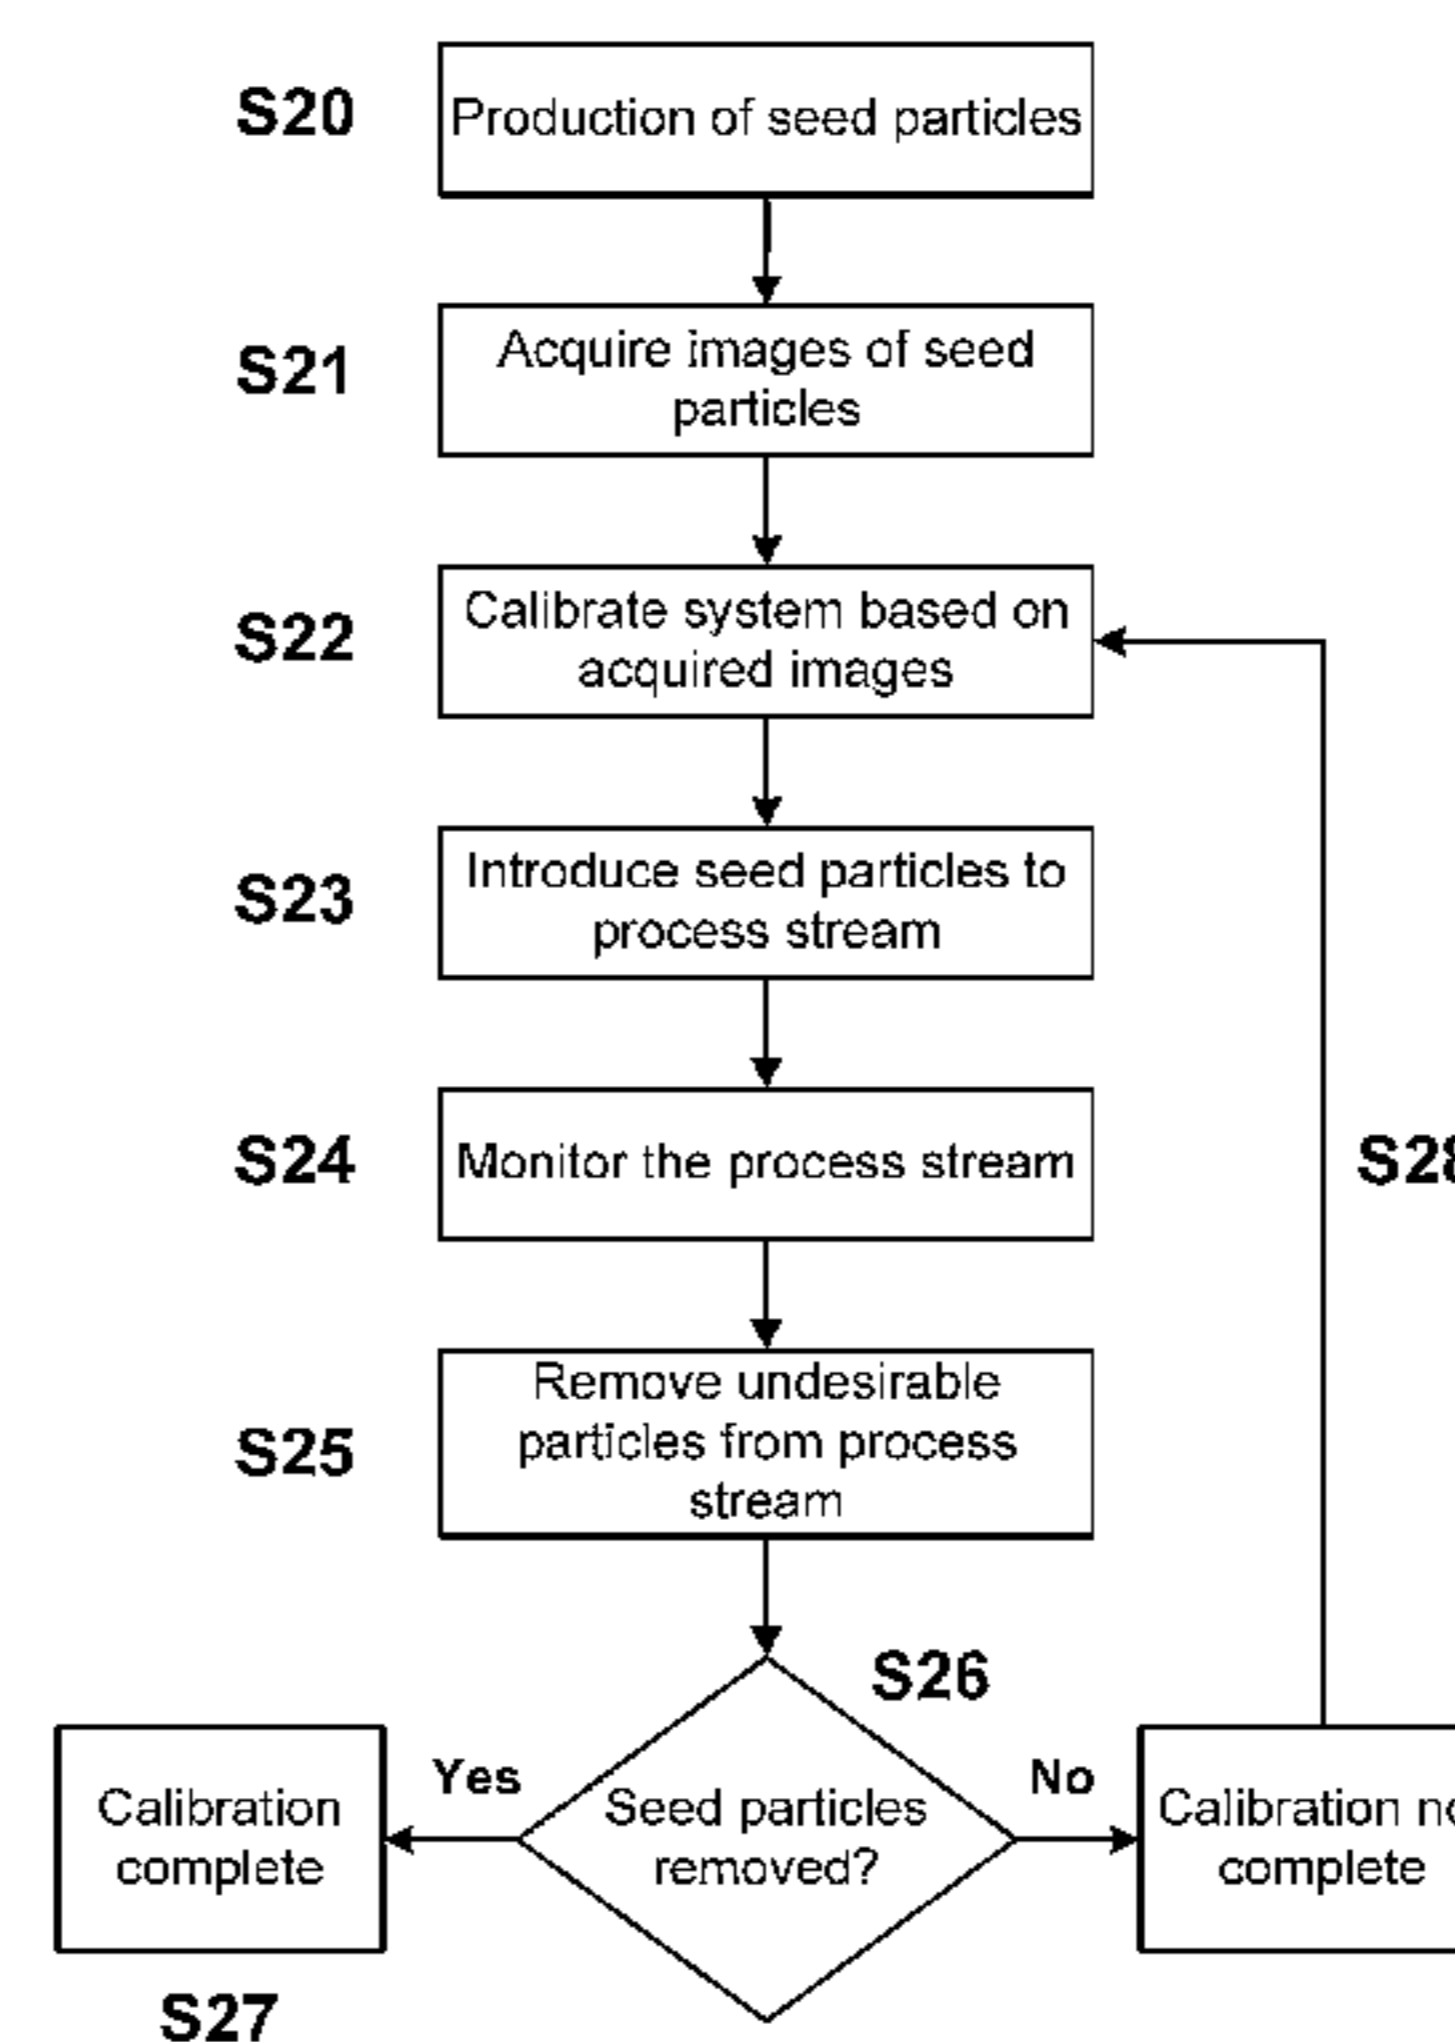 S20
Production of seed particles
S21
Acquire images of seed
particles
S22
Calibrate system based on
acquired images
S23
Introduce seed particles to
process stream
S24
Monitor the process stream
S25
Remove undesirable
particles from process
stream
S26
Yes
No
Seed particles
removed?
Calibration
complete
Calibration
complete
S27